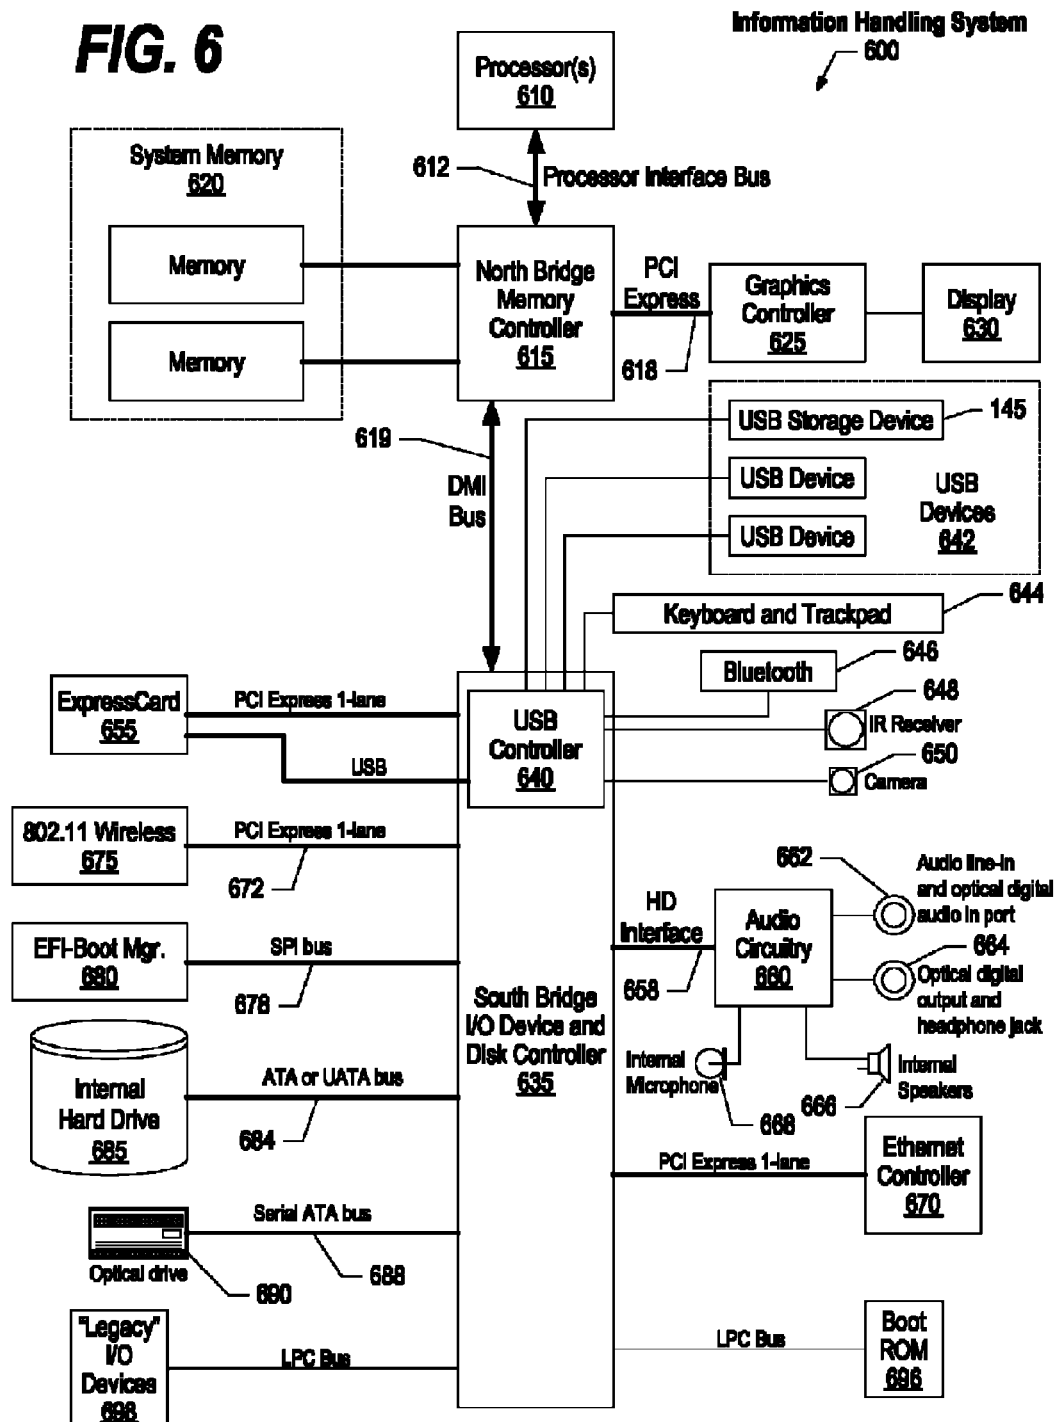 FIG. 6
Information Handling System
600
Processor(s)
610
612
Processor Interface Bus
System Memory
620
Memory
Memory
North Bridge
Memory
Controller
615
PCI
Express
618
Graphics
Controller
625
Display
630
619
DMI
Bus
USB Storage Device
145
USB Device
USB Device
USB
Devices
642
Keyboard and Trackpad
644
Bluetooth
646
648
IR Receiver
650
Camera
ExpressCard
655
PCI Express 1-lane
USB
USB
Controller
640
802.11 Wireless
675
PCI Express 1-lane
672
EFI-Boot Mgr.
680
SPI bus
678
South Bridge
I/O Device and
Disk Controller
635
HD
Interface
658
Audio
Circuitry
660
662
Audio line-in
and optical digital
audio in port
664
Optical digital
output and
headphone jack
Internal
Microphone
668
666
Internal
Speakers
Internal
Hard Drive
685
ATA or UATA bus
684
PCI Express 1-lane
Ethernet
Controller
670
Serial ATA bus
688
Optical drive
690
"Legacy"
I/O
Devices
698
LPC Bus
LPC Bus
Boot
ROM
696